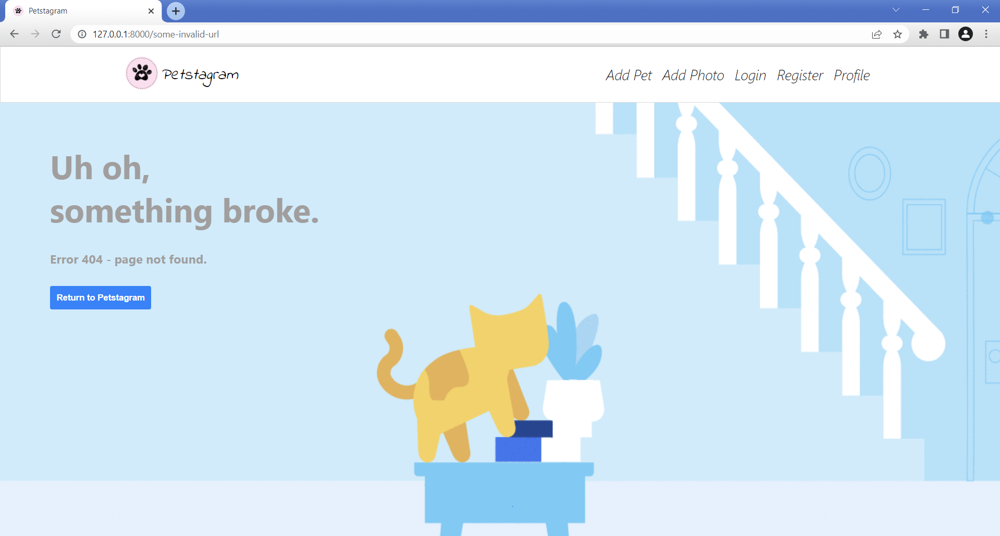 Petstagram
127.0.0.1:8000/some-invalid-url
Petstagram
Add Pet Add Photo Login Register Profile
Uh oh,
something broke.
Error 404 - page not found.
Return to Petstagram